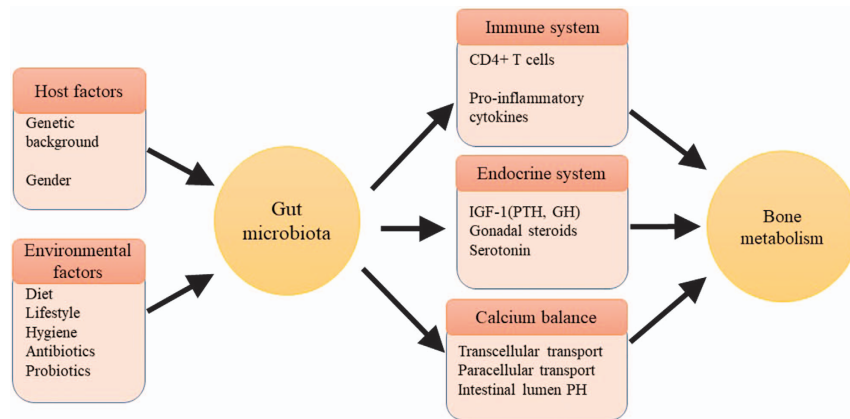 Host factors
Genetic
background
Gender
Environmental
factors
Diet
Lifestyle
Hygiene
Antibiotics
Probiotics
Gut
microbiota
Immune system
CD4+ T cells
Pro-inflammatory
cytokines
Endocrine system
IGF-1(PTH, GH)
Gonadal steroids
Serotonin
Calcium balance
Transcellular transport
Paracellular transport
Intestinal lumen PH
Bone
metabolism